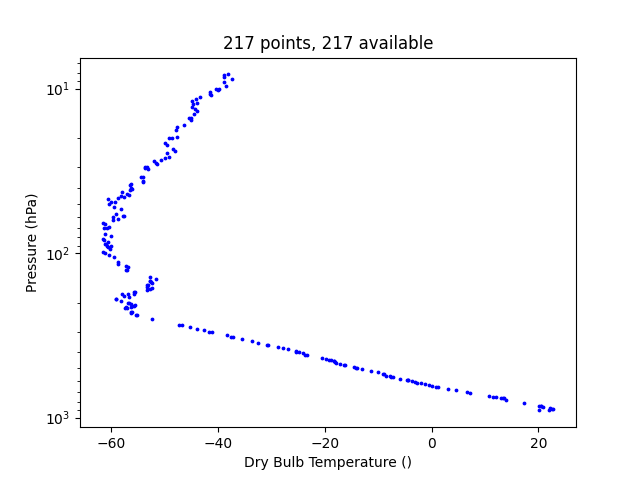 217 points, 217 available
10¹
10²
10³
Pressure (hPa)
−60 −40 −20 0 20
Dry Bulb Temperature ()